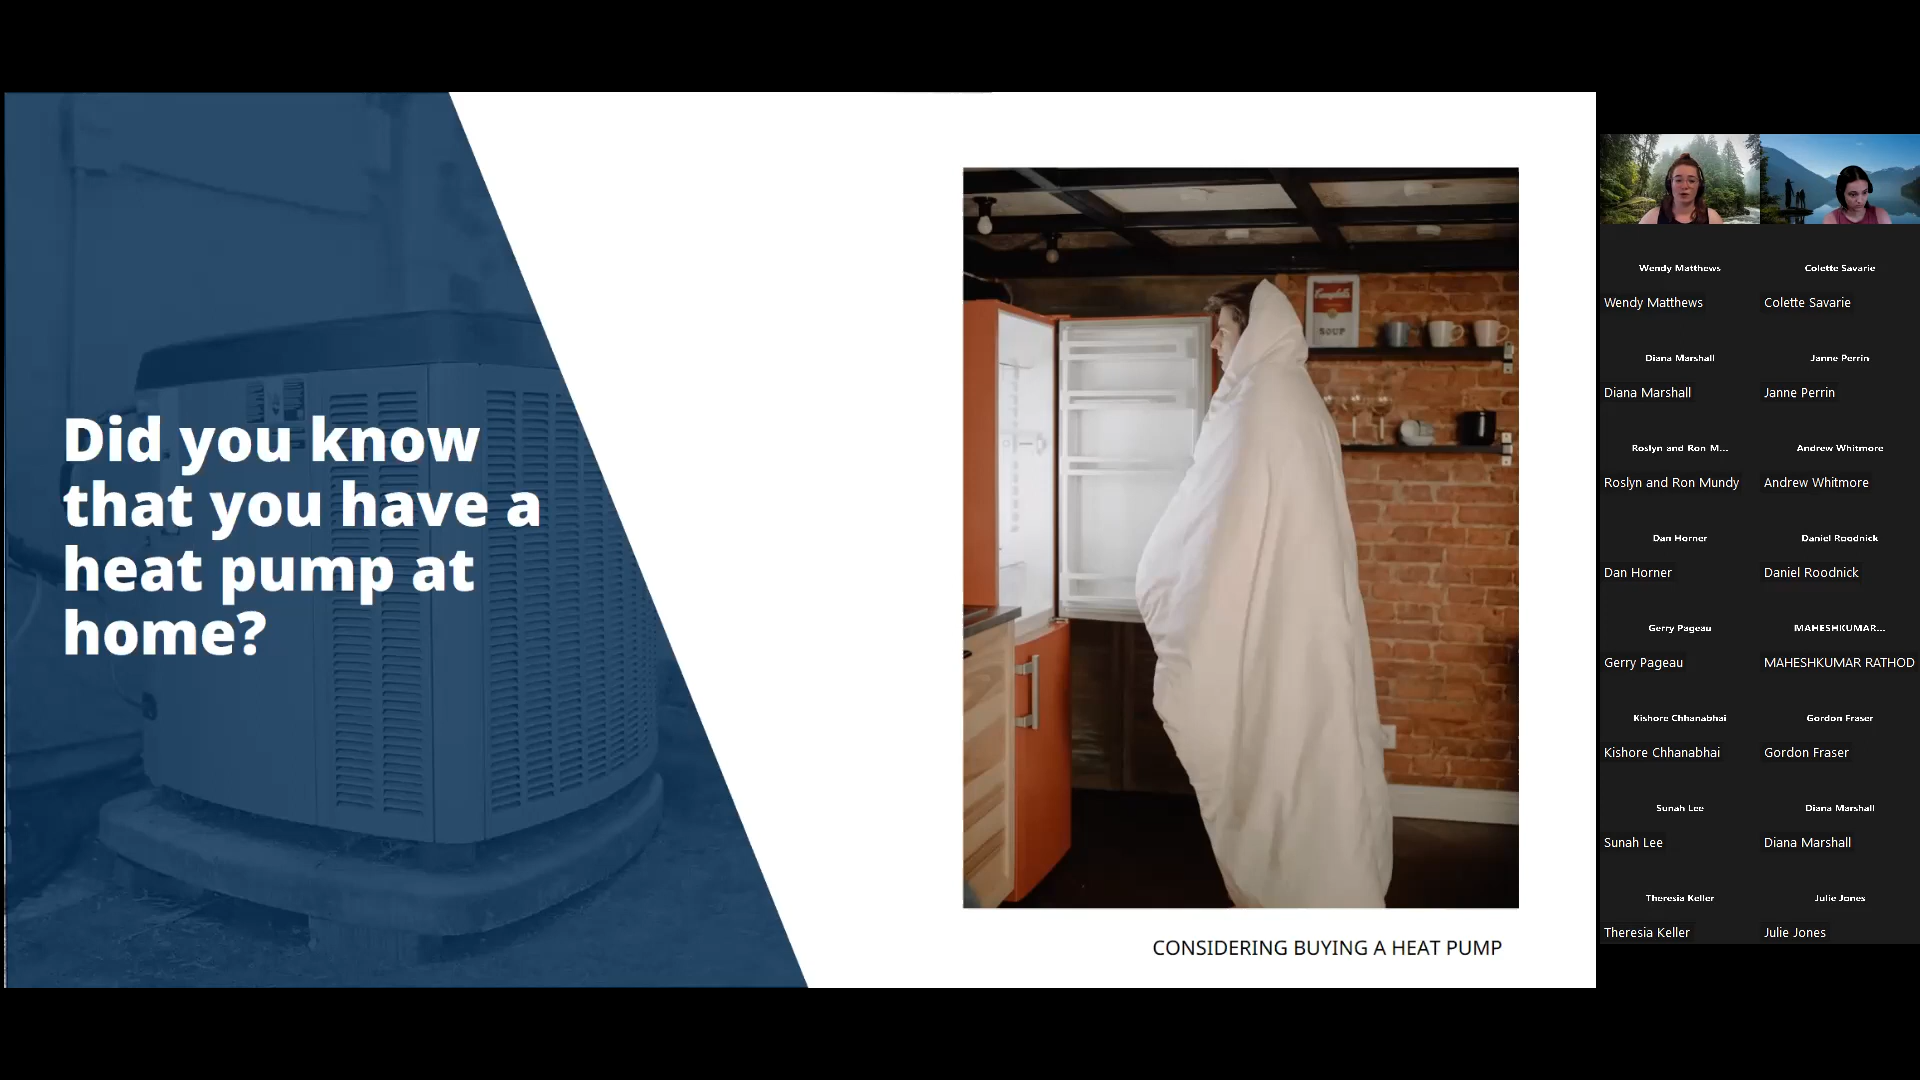 Did you know
that you have a
heat pump at
home?
Campbell's
SOUP
CONSIDERING BUYING A HEAT PUMP
Wendy Matthews
Colette Savarie
Wendy Matthews
Colette Savarie
Diana Marshall
Janne Perrin
Diana Marshall
Janne Perrin
Roslyn and Ron M...
Andrew Whitmore
Roslyn and Ron Mundy
Andrew Whitmore
Dan Horner
Daniel Roodnick
Dan Horner
Daniel Roodnick
Gerry Pageau
MAHESHKUMAR...
Gerry Pageau
MAHESHKUMAR RATHOD
Kishore Chhanabhai
Gordon Fraser
Kishore Chhanabhai
Gordon Fraser
Sunah Lee
Diana Marshall
Sunah Lee
Diana Marshall
Theresia Keller
Julie Jones
Theresia Keller
Julie Jones